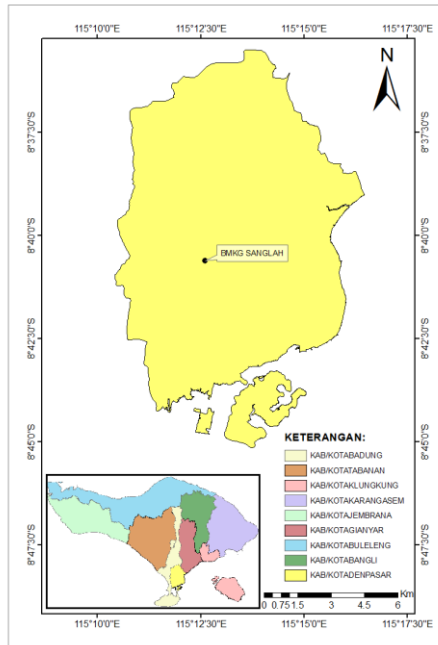 115°10'0"E 115°12'30"E 115°15'0"E 115°17'30"E
N
8°37'30"S 8°37'30"S
8°40'0"S 8°40'0"S
BMKG SANGLAH
8°42'30"S 8°42'30"S
8°45'0"S 8°45'0"S
KETERANGAN:
KAB/KOTABADUNG
KAB/KOTATABANAN
KAB/KOTAKLUNGKUNG
KAB/KOTAKARANGASEM
KAB/KOTAJEMBRANA
KAB/KOTAGIANYAR
KAB/KOTABULELENG
KAB/KOTABANGLI
KAB/KOTADENPASAR
8°47'30"S 8°47'30"S
Km
0 0.75 1.5 3 4.5 6
115°10'0"E 115°12'30"E 115°15'0"E 115°17'30"E